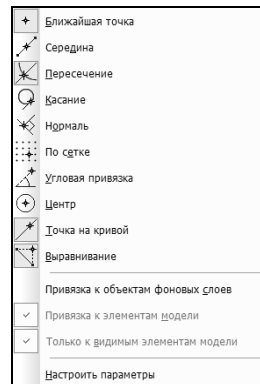 Ближайшая точка
Середина
Пересечение
Касание
Нормаль
По сетке
Угловая привязка
Центр
Точка на кривой
Выравнивание
Привязка к объектам фоновых слоев
Привязка к элементам модели
Только к видимым элементам модели
Настроить параметры